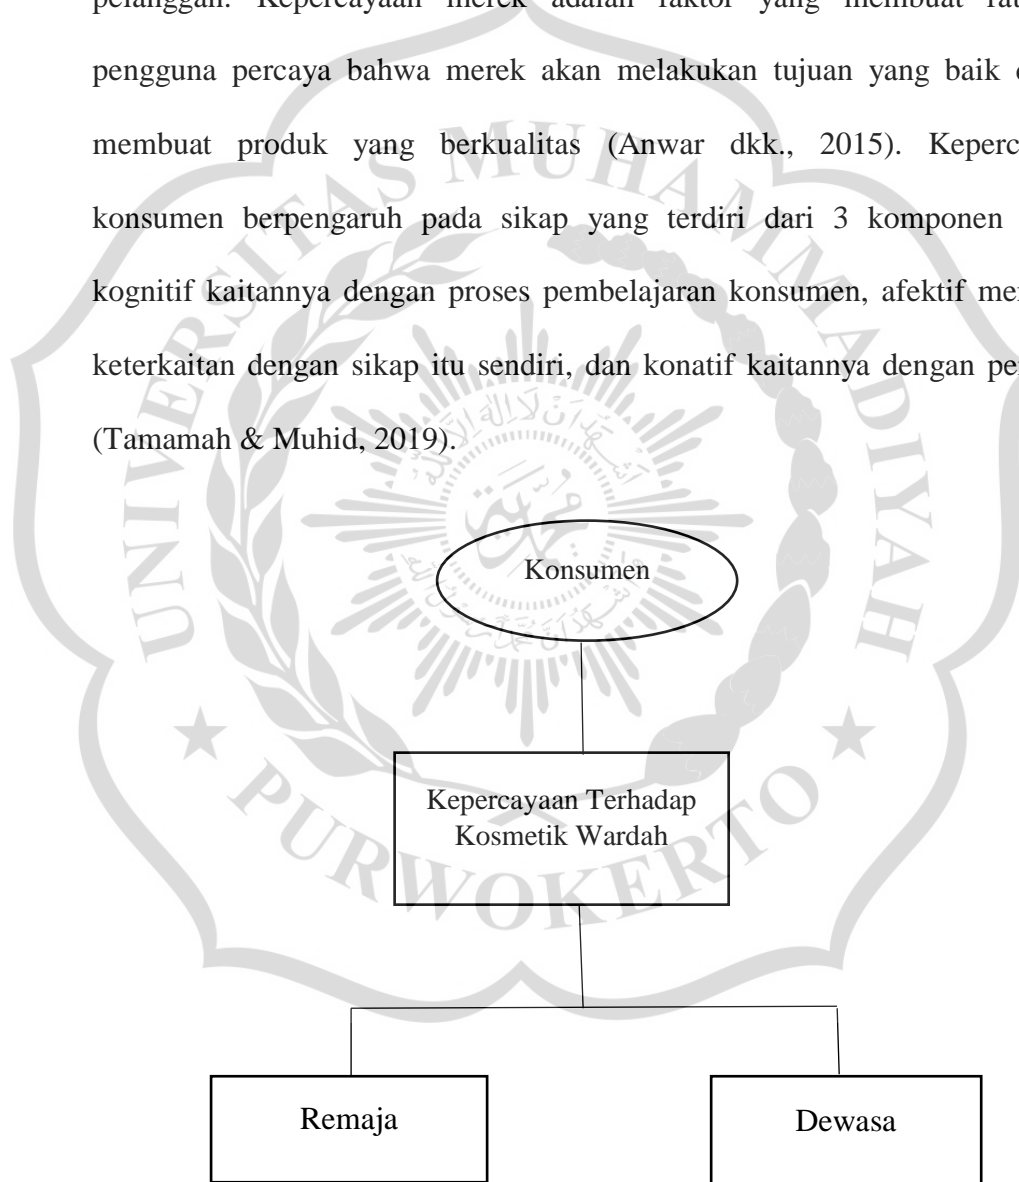 pelanggan. Kepercayaan merek adalah faktor yang membuat
pengguna percaya bahwa merek akan melakukan tujuan yang baik
membuat produk yang berkualitas (Anwar dkk., 2015).
konsumen berpengaruh pada sikap yang terdiri dari 3 komponen
kognitif kaitannya dengan proses pembelajaran konsumen, afektif
keterkaitan dengan sikap itu sendiri, dan konatif kaitannya dengan
(Tamamah & Muhid, 2019).
UNIVERSITAS MUHAMMADIYAH
Konsumen
Kepercayaan Terhadap
Kosmetik Wardah
PURWOKERTO
Remaja
Dewasa